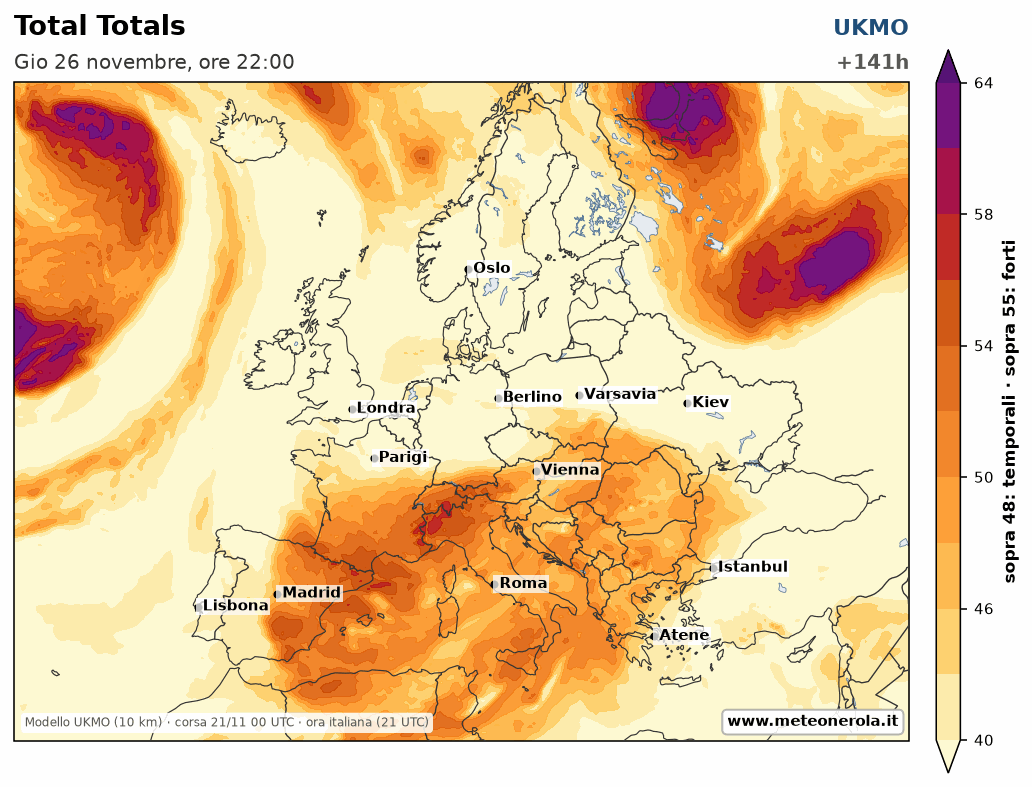 Total Totals
UKMO
Gio 26 novembre, ore 22:00
+141h
64
58
54
50
46
40
sopra 48: temporali · sopra 55: forti
Oslo
Berlino
Varsavia
Kiev
Londra
Parigi
Vienna
Istanbul
Roma
Madrid
Lisbona
Atene
Modello UKMO (10 km) · corsa 21/11 00 UTC · ora italiana (21 UTC)
www.meteonerola.it